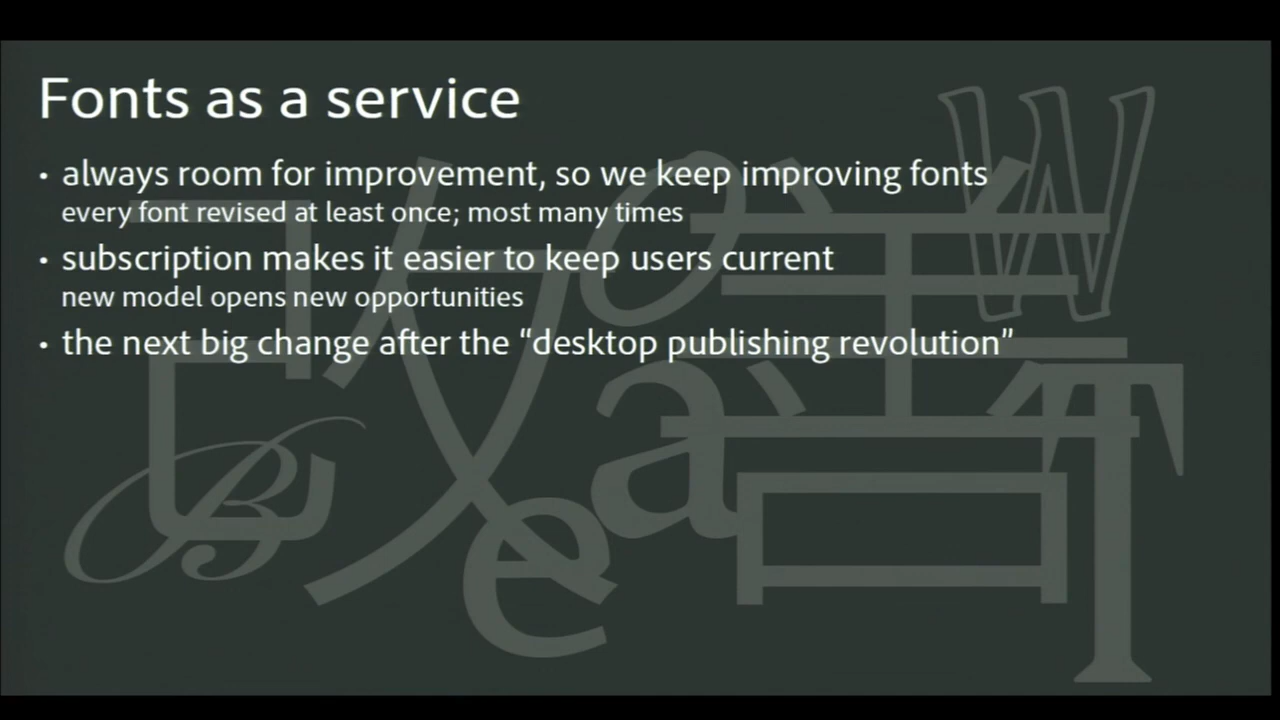 Fonts as a service
• always room for improvement, so we keep improving fonts
every font revised at least once; most many times
• subscription makes it easier to keep users current
new model opens new opportunities
• the next big change after the “desktop publishing revolution”
改善
W
o
a
B
e
T